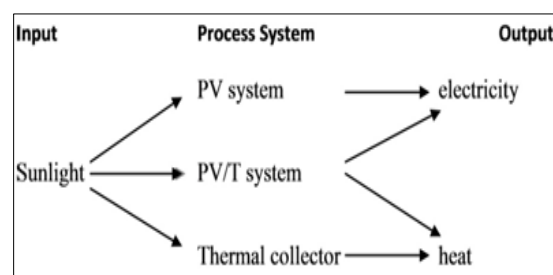 Input Process System Output
PV system electricity
Sunlight PV/T system
Thermal collector heat